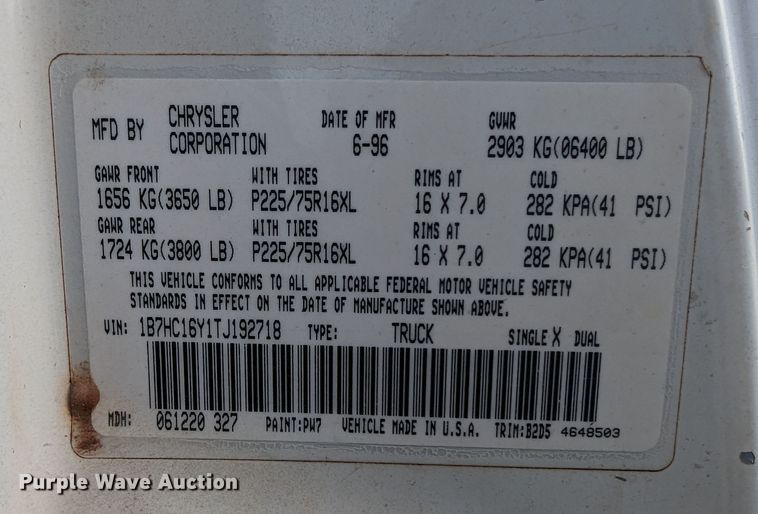 MFD BY CHRYSLER CORPORATION DATE OF MFR 6-96 GVWR 2903 KG(06400 LB)
GAWR FRONT WITH TIRES RIMS AT COLD
1656 KG(3650 LB) P225/75R16XL 16 X 7.0 282 KPA(41 PSI)
GAWR REAR WITH TIRES RIMS AT COLD
1724 KG(3800 LB) P225/75R16XL 16 X 7.0 282 KPA(41 PSI)
THIS VEHICLE CONFORMS TO ALL APPLICABLE FEDERAL MOTOR VEHICLE SAFETY
STANDARDS IN EFFECT ON THE DATE OF MANUFACTURE SHOWN ABOVE.
VIN: 1B7HC16Y1TJ192718 TYPE: TRUCK SINGLE X DUAL
MDH: 061220 327 PAINT:PW7 VEHICLE MADE IN U.S.A. TRIM:B2D5 4648503
Purple Wave Auction